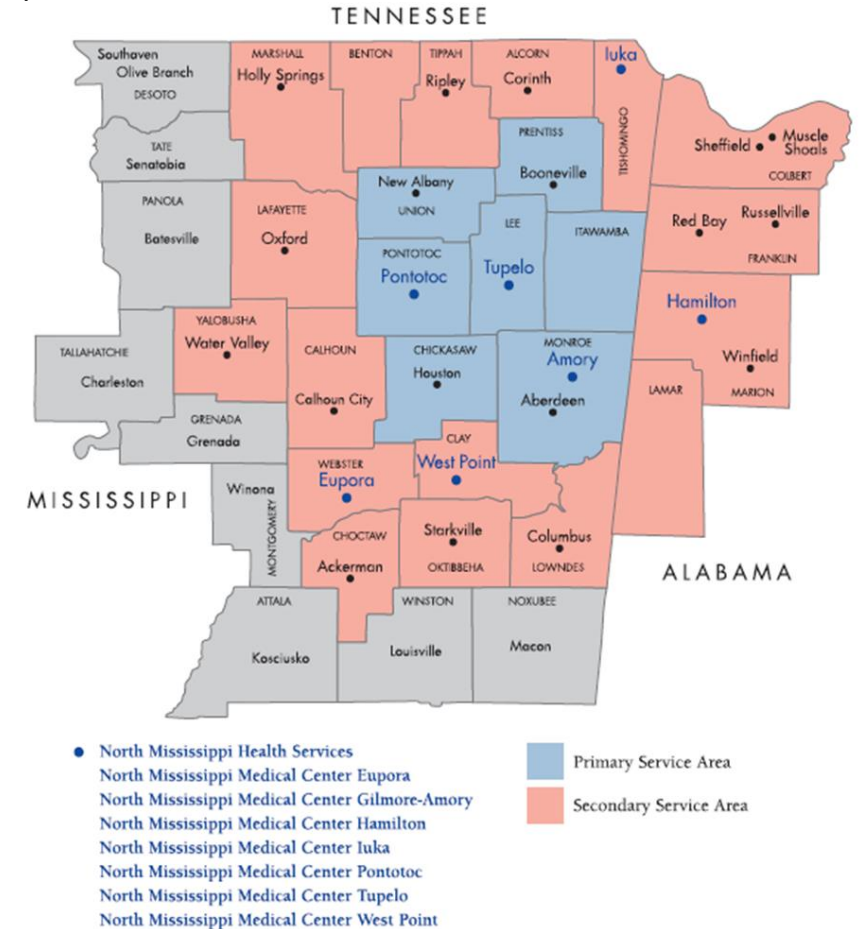 TENNESSEE
Southaven
Olive Branch
DESOTO
MARSHALL
Holly Springs
BENTON
TIPPAH
Ripley
ALCORN
Corinth
Iuka
TISHOMINGO
TATE
Senatobia
PRENTISS
Booneville
Sheffield
Muscle
Shoals
COLBERT
PANOLA
Batesville
LAFAYETTE
Oxford
New Albany
UNION
LEE
Tupelo
ITAWAMBA
Red Bay
Russellville
FRANKLIN
PONTOTOC
Pontotoc
Hamilton
Winfield
MARION
TALLAHATCHIE
Charleston
YALOBUSHA
Water Valley
CALHOUN
Calhoun City
CHICKASAW
Houston
MONROE
Amory
Aberdeen
LAMAR
GRENADA
Grenada
CLAY
West Point
WEBSTER
Eupora
MISSISSIPPI
Winona
MONTGOMERY
CHOCTAW
Ackerman
Starkville
OKTIBBEHA
Columbus
LOWNDES
ALABAMA
ATTALA
Kosciusko
WINSTON
Louisville
NOXUBEE
Macon
North Mississippi Health Services
North Mississippi Medical Center Eupora
North Mississippi Medical Center Gilmore-Amory
North Mississippi Medical Center Hamilton
North Mississippi Medical Center Iuka
North Mississippi Medical Center Pontotoc
North Mississippi Medical Center Tupelo
North Mississippi Medical Center West Point
Primary Service Area
Secondary Service Area